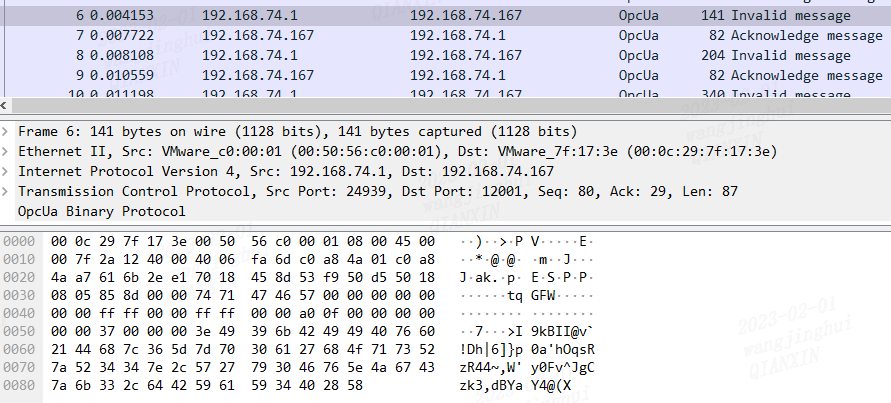 6 0.004153 192.168.74.1 192.168.74.167 OpcUa 141 Invalid message
7 0.007722 192.168.74.167 192.168.74.1 OpcUa 82 Acknowledge message
8 0.008108 192.168.74.1 192.168.74.167 OpcUa 204 Invalid message
9 0.010559 192.168.74.167 192.168.74.1 OpcUa 82 Acknowledge message
10 0.011198 192.168.74.1 192.168.74.167 OpcUa 340 Invalid message
Frame 6: 141 bytes on wire (1128 bits), 141 bytes captured (1128 bits)
Ethernet II, Src: VMware_c0:00:01 (00:50:56:c0:00:01), Dst: VMware_7f:17:3e (00:0c:29:7f:17:3e)
Internet Protocol Version 4, Src: 192.168.74.1, Dst: 192.168.74.167
Transmission Control Protocol, Src Port: 24939, Dst Port: 12001, Seq: 80, Ack: 29, Len: 87
OpcUa Binary Protocol
0000 00 0c 29 7f 17 3e 00 50 56 c0 00 01 08 00 45 00 ··)··>·P V·····E·
0010 00 7f 2a 12 40 00 40 06 fa 6d c0 a8 4a 01 c0 a8 ··*·@·@· ·m··J···
0020 4a a7 61 6b 2e e1 70 18 45 8d 53 f9 50 d5 50 18 J·ak.·p· E·S·P·P·
0030 08 05 85 8d 00 00 74 71 47 46 57 00 00 00 00 00 ······tq GFW·····
0040 00 00 ff ff 00 00 ff ff 00 00 a0 0f 00 00 00 00 ········ ········
0050 00 00 37 00 00 00 3e 49 39 6b 42 49 49 40 76 60 ··7···>I 9kBII@v`
0060 21 44 68 7c 36 5d 7d 70 30 61 27 68 4f 71 73 52 !Dh|6]}p 0a'hOqsR
0070 7a 52 34 34 7e 2c 57 27 79 30 46 76 5e 4a 67 43 zR44~,W' y0Fv^JgC
0080 7a 6b 33 2c 64 42 59 61 59 34 40 28 58 zk3,dBYa Y4@(X
2023-02-01
wangjinghui
QIANXIN